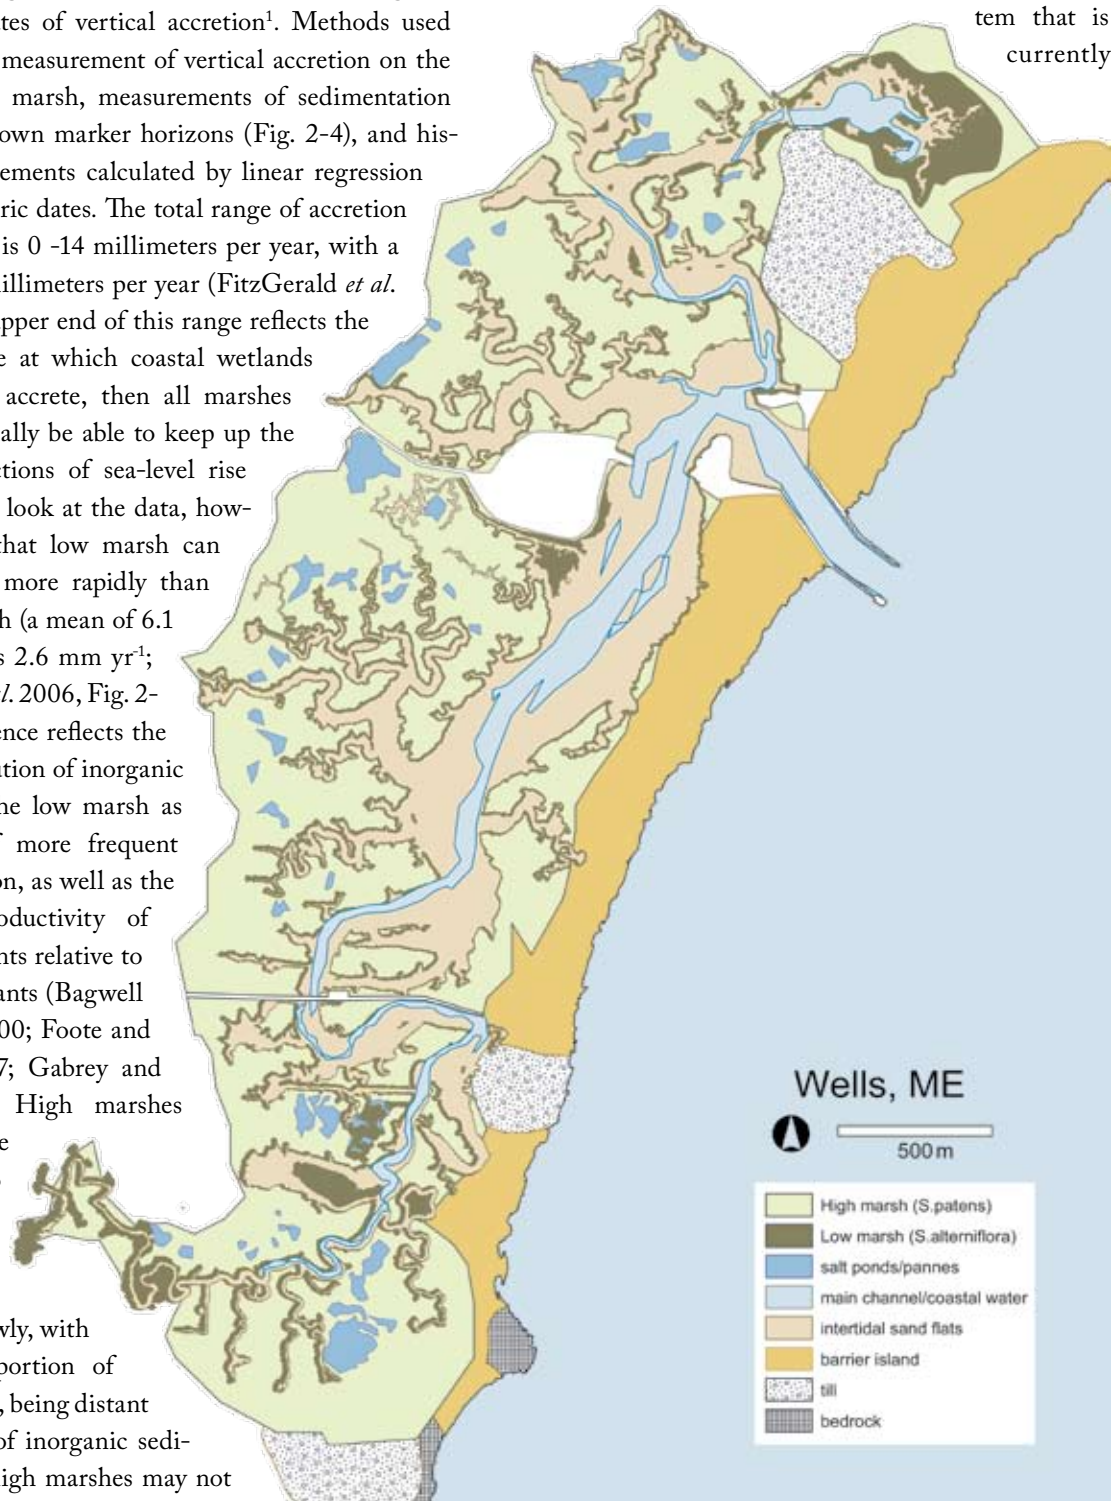 tes of vertical accretion¹. Methods used
measurement of vertical accretion on the
marsh, measurements of sedimentation
own marker horizons (Fig. 2-4), and his-
ements calculated by linear regression
ric dates. The total range of accretion
is 0 -14 millimeters per year, with a
illimeters per year (FitzGerald et al.
pper end of this range reflects the
e at which coastal wetlands
accrete, then all marshes
ally be able to keep up the
ctions of sea-level rise
look at the data, how-
that low marsh can
more rapidly than
h (a mean of 6.1
s 2.6 mm yr⁻¹;
l. 2006, Fig. 2-
ence reflects the
ution of inorganic
he low marsh as
f more frequent
on, as well as the
oductivity of
nts relative to
ants (Bagwell
00; Foote and
7; Gabrey and
High marshes
e
wly, with
portion of
, being distant
of inorganic sedi-
high marshes may not
tem that is
currently
Wells, ME
500 m
High marsh (S.patens)
Low marsh (S.alterniflora)
salt ponds/pannes
main channel/coastal water
intertidal sand flats
barrier island
till
bedrock